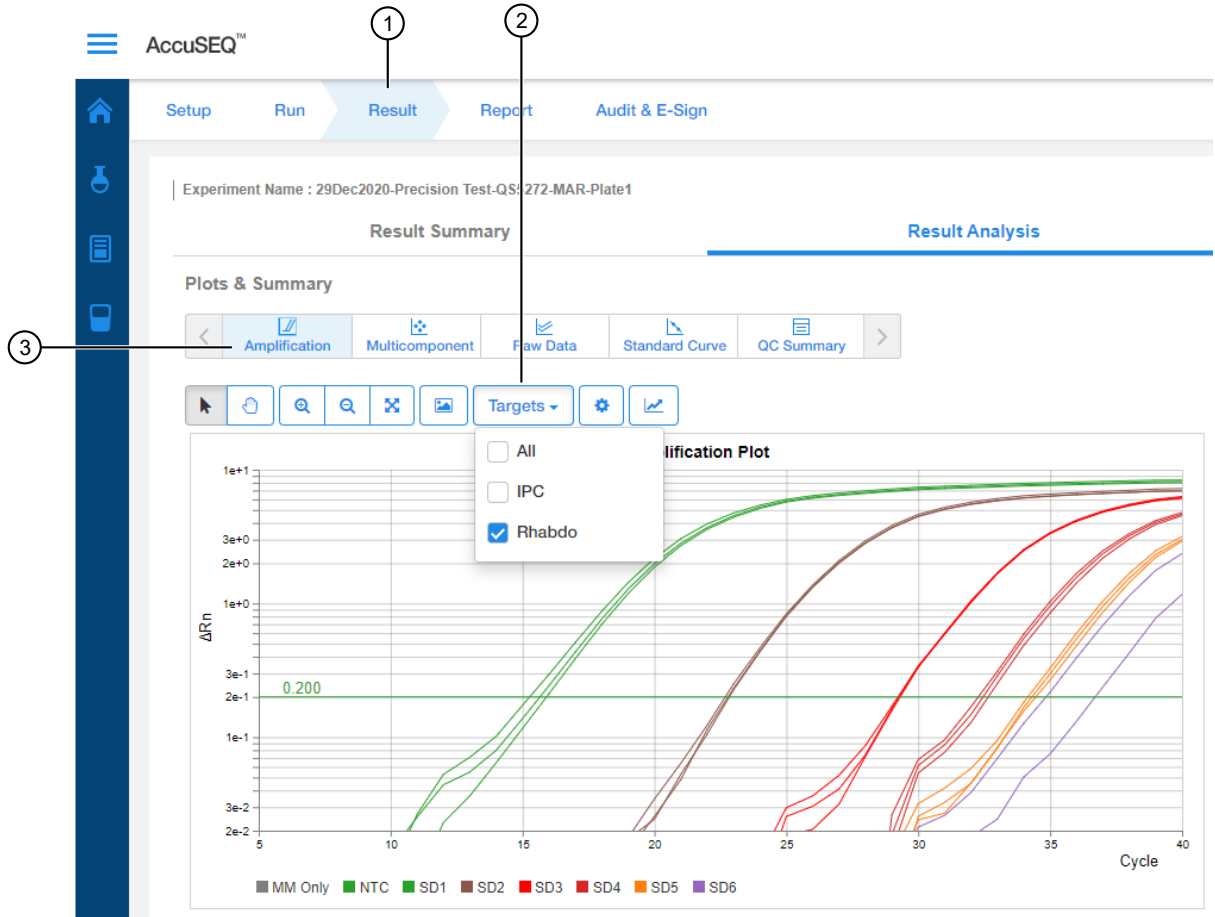 1
2
AccuSEQ™
Setup Run Result Report Audit & E-Sign
Experiment Name : 29Dec2020-Precision Test-QS5272-MAR-Plate1
Result Summary Result Analysis
Plots & Summary
3
Amplification Multicomponent Raw Data Standard Curve QC Summary
Targets
All
IPC
Rhabdo
lification Plot
1e+1
3e+0
2e+0
1e+0
3e-1
2e-1
1e-1
3e-2
2e-2
ΔRn
0.200
5 10 15 20 25 30 35 40
Cycle
MM Only NTC SD1 SD2 SD3 SD4 SD5 SD6